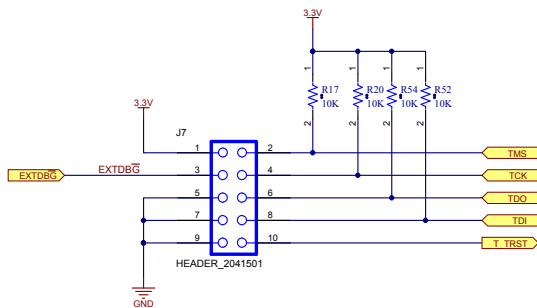 3.3V
1 1 1 1
R17 R20 R54 R52
10K 10K 10K 10K
2 2 2 2
3.3V
J7
1 2 TMS
EXTDBG EXTDBG 3 4 TCK
5 6 TDO
7 8 TDI
9 10 T_TRST
HEADER_2041501
GND